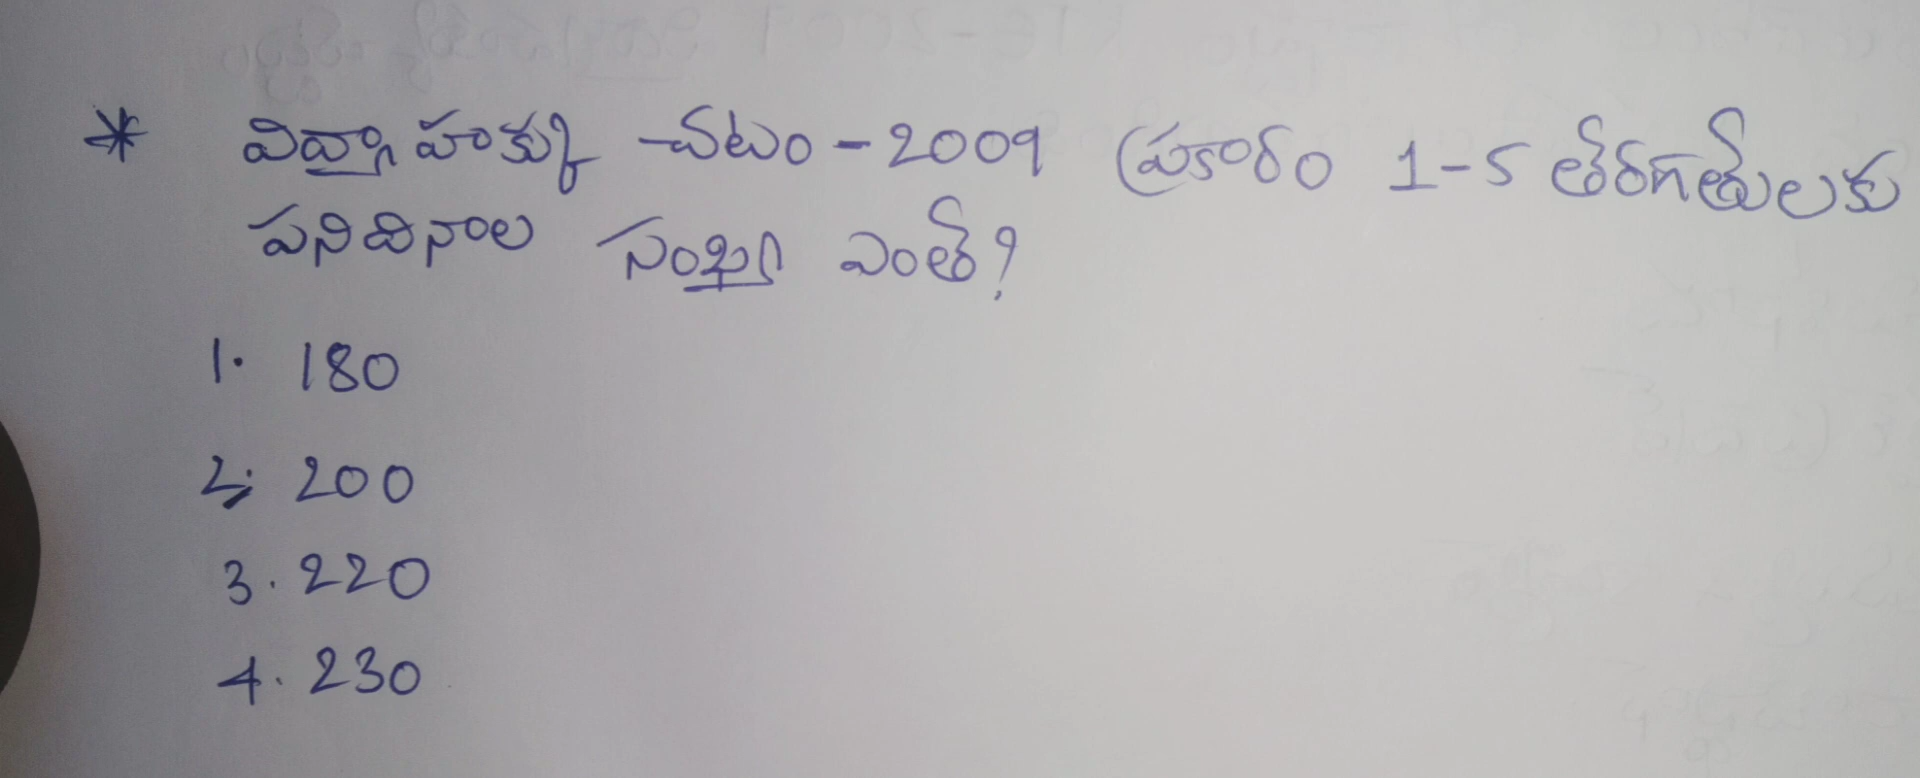 * విద్యా హక్కు చటం - 2009 ప్రకారం 1-5 తరగతులకు
పనిదినాల సంఖ్య ఎంత?
1. 180
2. 200
3. 220
4. 230